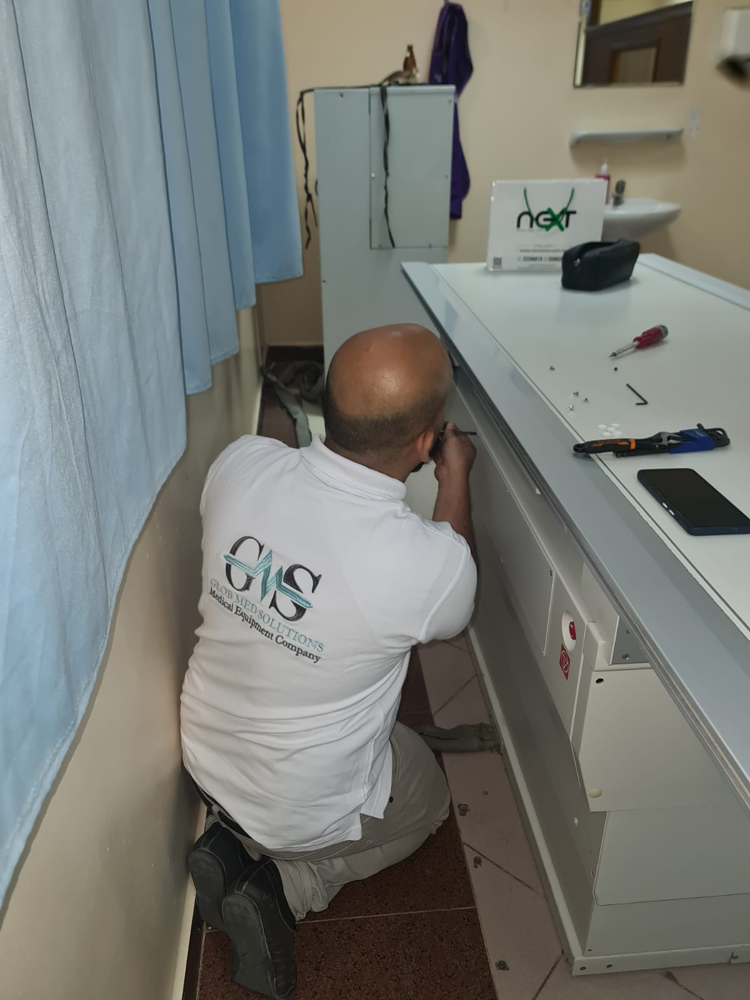 NEXT
GMS
GLOB MED SOLUTIONS
Medical Equipment Company